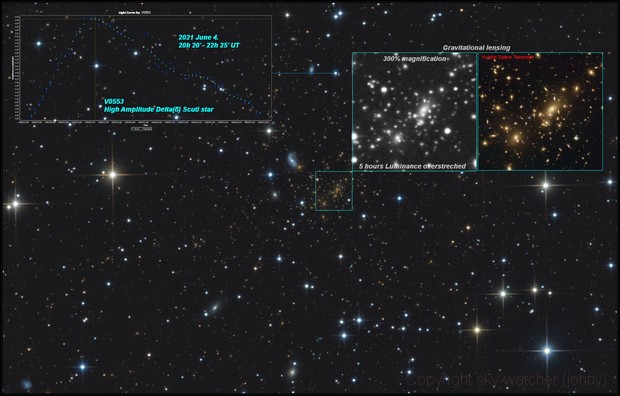 Light Curve for V0553
2021 June 4.
20h 20' - 22h 25' UT
V0553
High Amplitude Delta(δ) Scuti star
Gravitational lensing
300% magnification
Hubble Space Telescope
5 hours Luminance overstreched
Copyright sky-watcher (johny)